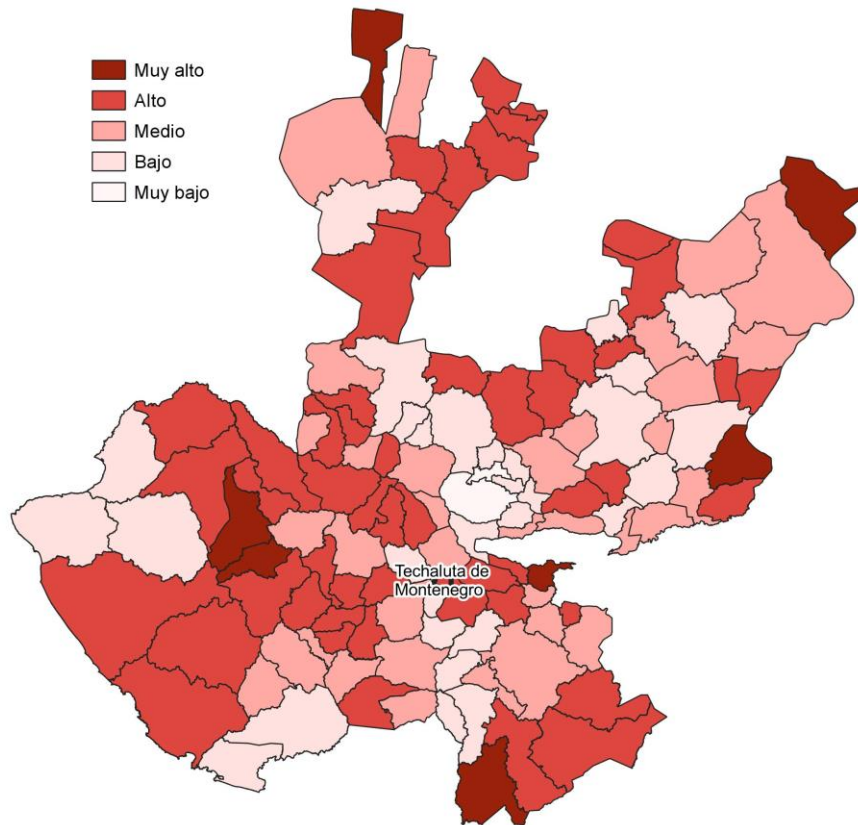 Muy alto
Alto
Medio
Bajo
Muy bajo
Techaluta de
Montenegro